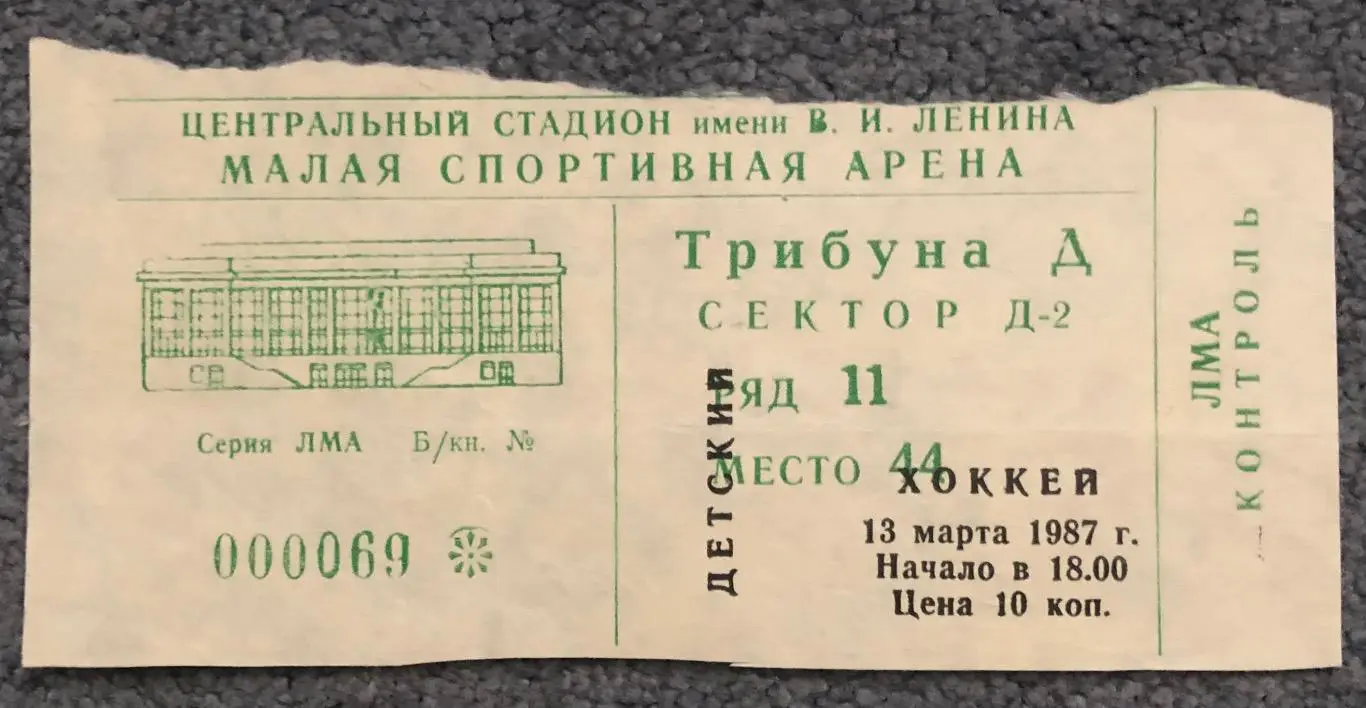 ЦЕНТРАЛЬНЫЙ СТАДИОН имени В. И. ЛЕНИНА
МАЛАЯ СПОРТИВНАЯ АРЕНА
Серия ЛМА Б/кн. №
000069
Трибуна Д
СЕКТОР Д-2
РЯД 11
МЕСТО 44
ДЕТСКИЙ
ХОККЕЙ
13 марта 1987 г.
Начало в 18.00
Цена 10 коп.
ЛМА
КОНТРОЛЬ